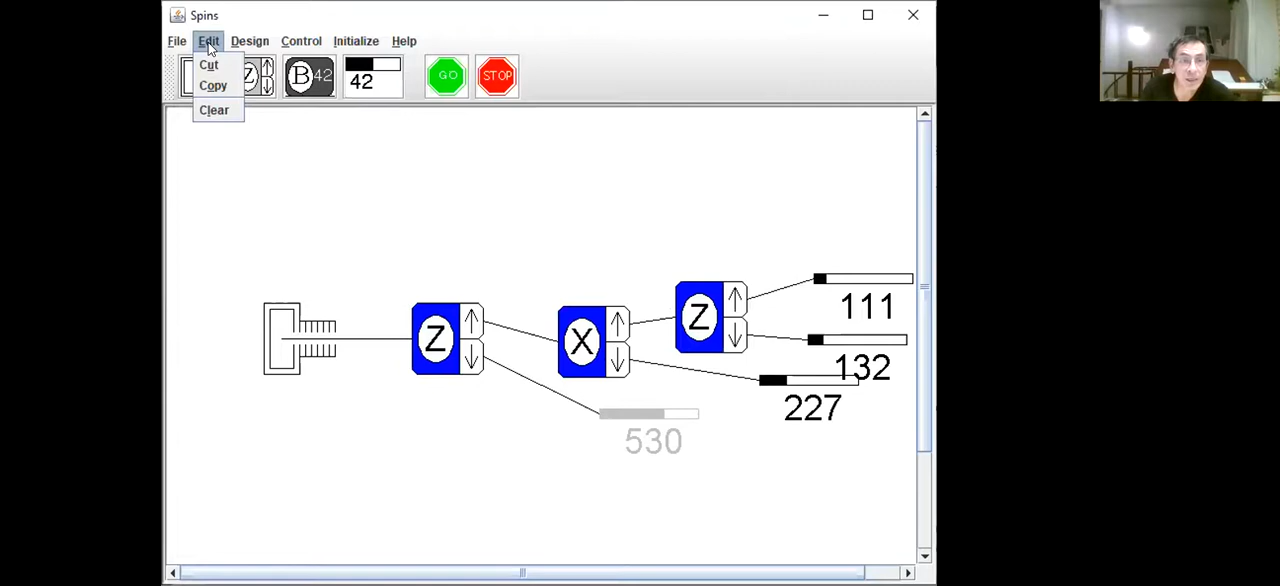 Spins
File Edit Design Control Initialize Help
Cut
Copy
Clear
Z
B 42
42
GO
STOP
Z
X
Z
111
132
227
530